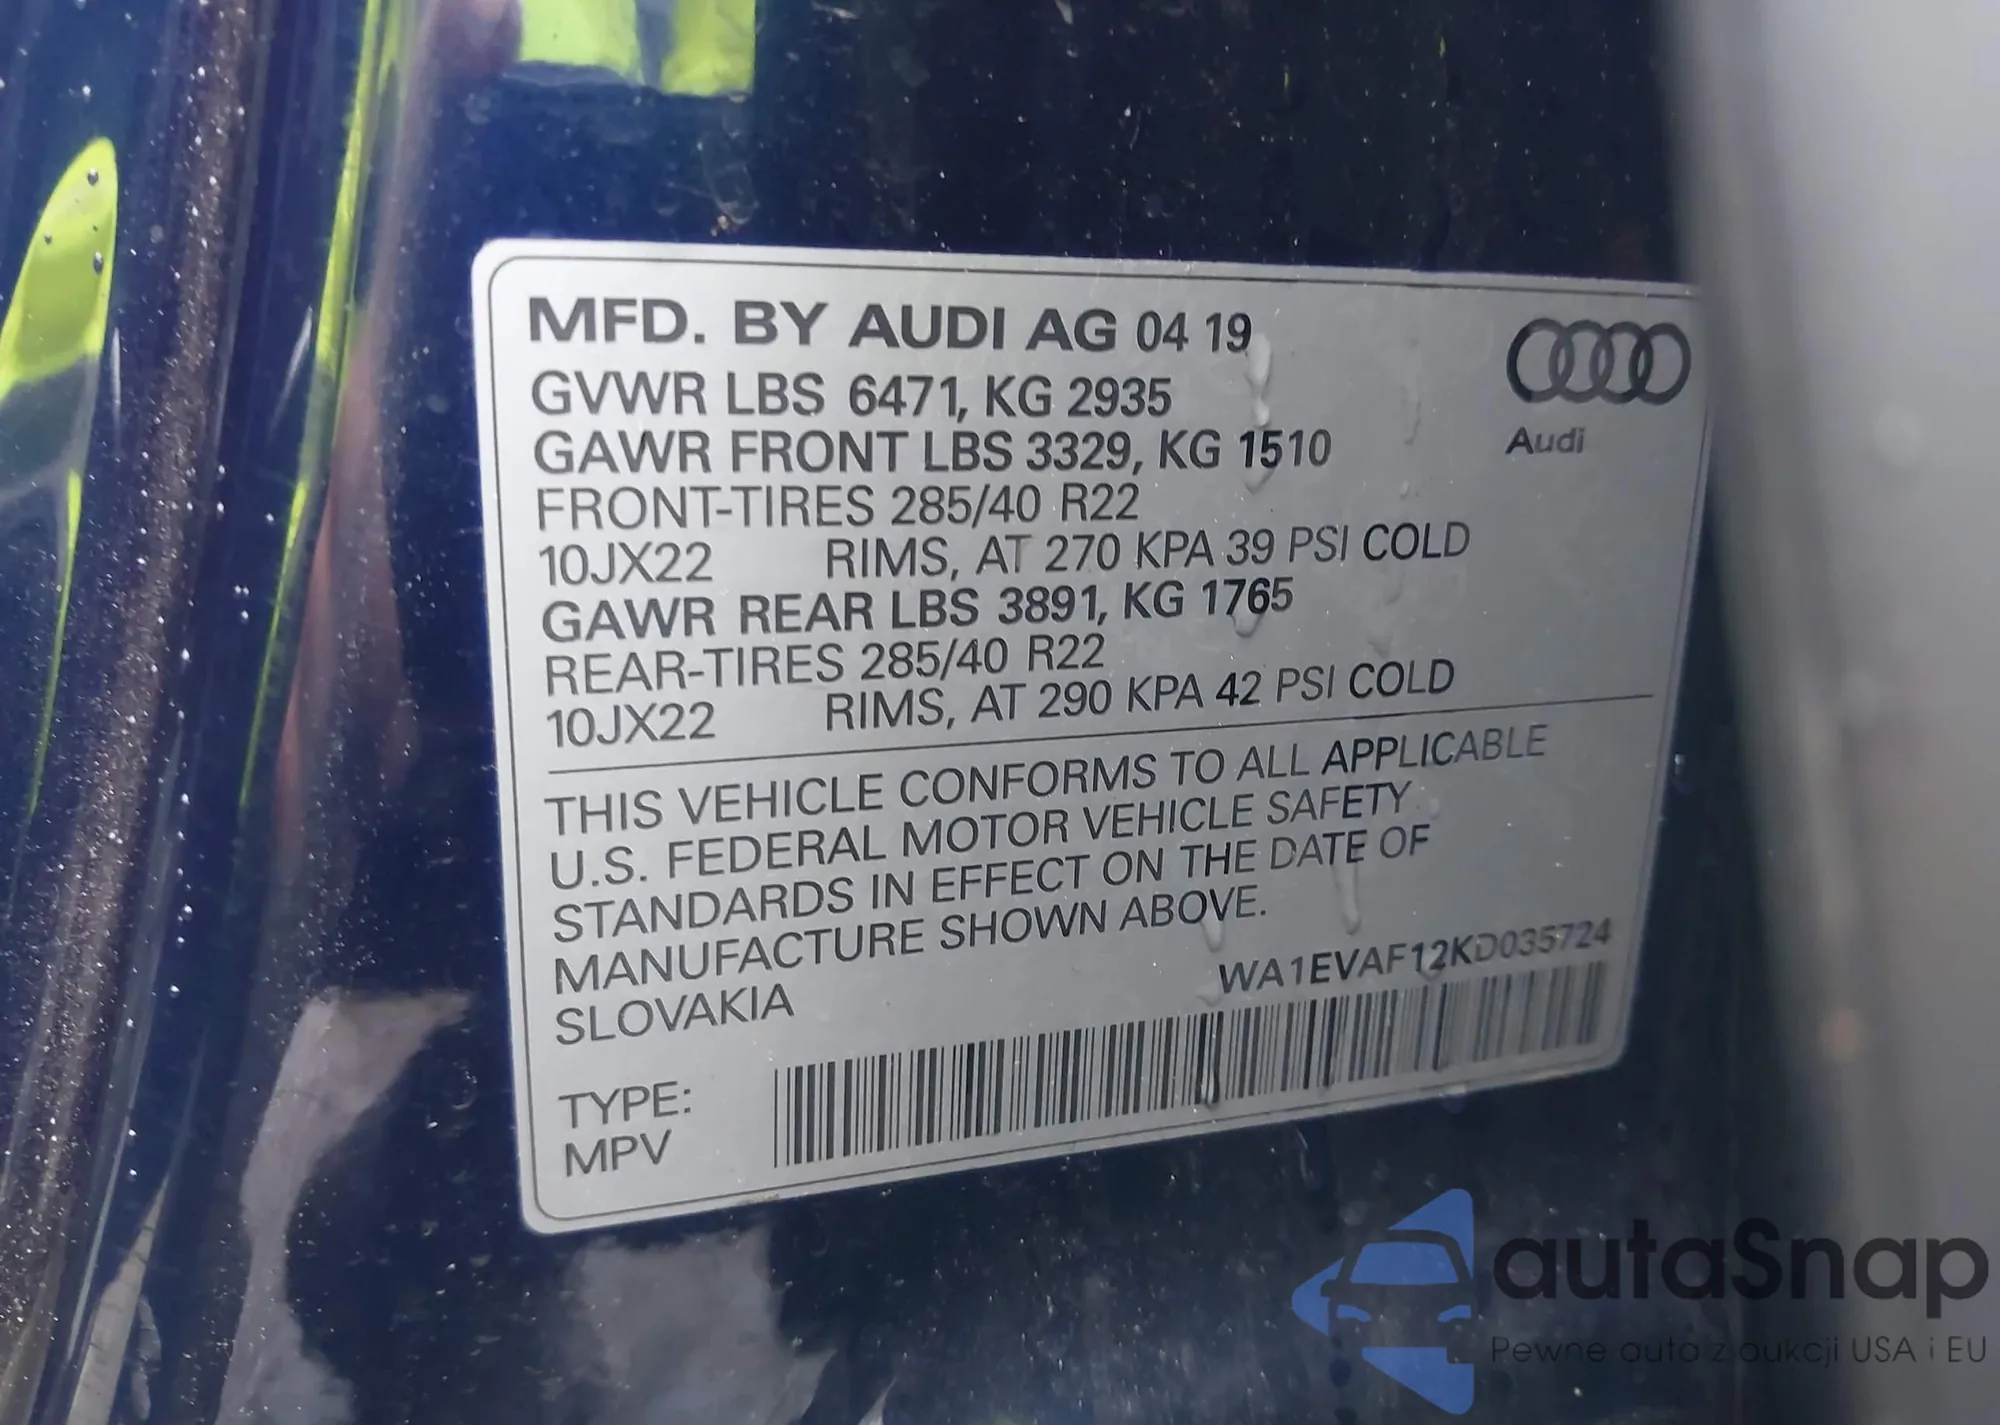 MFD. BY AUDI AG 04 19
GVWR LBS 6471, KG 2935
GAWR FRONT LBS 3329, KG 1510
FRONT-TIRES 285/40 R22
10JX22 RIMS, AT 270 KPA 39 PSI COLD
GAWR REAR LBS 3891, KG 1765
REAR-TIRES 285/40 R22
10JX22 RIMS, AT 290 KPA 42 PSI COLD
Audi
THIS VEHICLE CONFORMS TO ALL APPLICABLE
U.S. FEDERAL MOTOR VEHICLE SAFETY
STANDARDS IN EFFECT ON THE DATE OF
MANUFACTURE SHOWN ABOVE.
SLOVAKIA
WA1EVAF12KD035724
TYPE:
MPV
autaSnap
Pewne auta z aukcji USA i EU